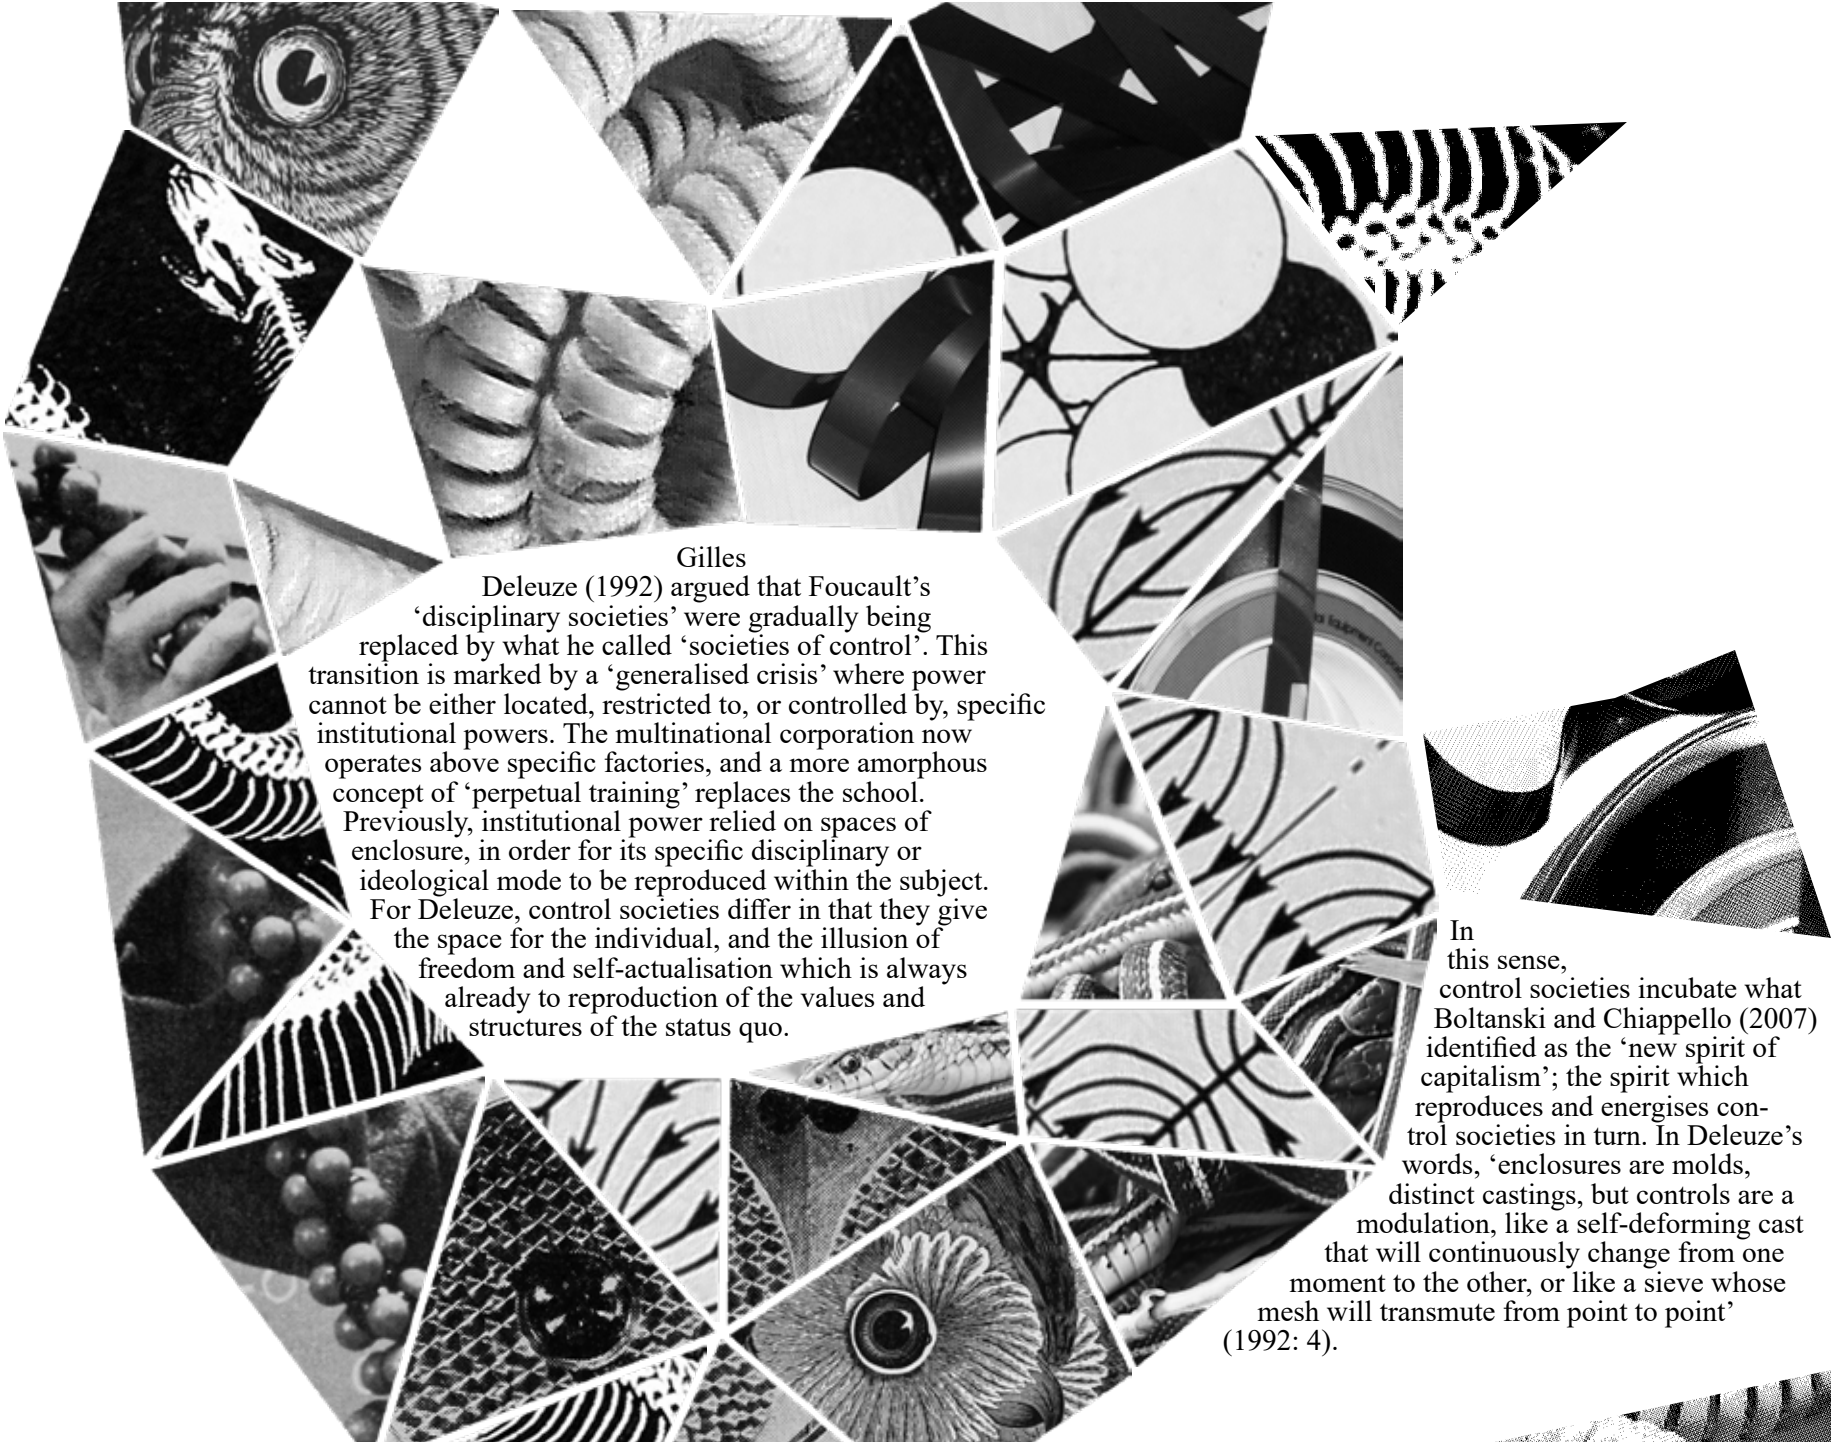 Gilles
Deleuze (1992) argued that Foucault’s
‘disciplinary societies’ were gradually being
replaced by what he called ‘societies of control’. This
transition is marked by a ‘generalised crisis’ where power
cannot be either located, restricted to, or controlled by, specific
institutional powers. The multinational corporation now
operates above specific factories, and a more amorphous
concept of ‘perpetual training’ replaces the school.
Previously, institutional power relied on spaces of
enclosure, in order for its specific disciplinary or
ideological mode to be reproduced within the subject.
For Deleuze, control societies differ in that they give
the space for the individual, and the illusion of
freedom and self-actualisation which is always
already to reproduction of the values and
structures of the status quo.
In
this sense,
control societies incubate what
Boltanski and Chiappello (2007)
identified as the ‘new spirit of
capitalism’; the spirit which
reproduces and energises con-
trol societies in turn. In Deleuze’s
words, ‘enclosures are molds,
distinct castings, but controls are a
modulation, like a self-deforming cast
that will continuously change from one
moment to the other, or like a sieve whose
mesh will transmute from point to point’
(1992: 4).
Equipment